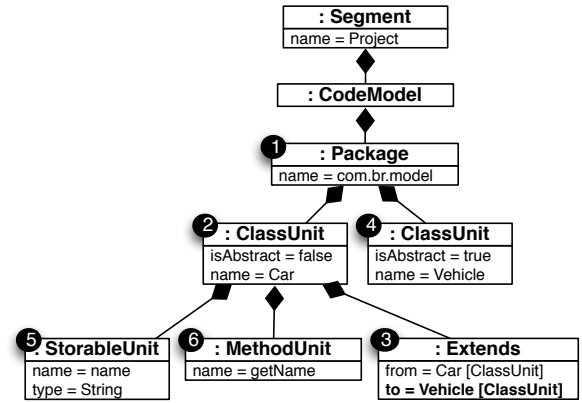 : Segment
name = Project
: CodeModel
1
: Package
name = com.br.model
2
: ClassUnit
isAbstract = false
name = Car
4
: ClassUnit
isAbstract = true
name = Vehicle
5
: StorableUnit
name = name
type = String
6
: MethodUnit
name = getName
3
: Extends
from = Car [ClassUnit]
to = Vehicle [ClassUnit]